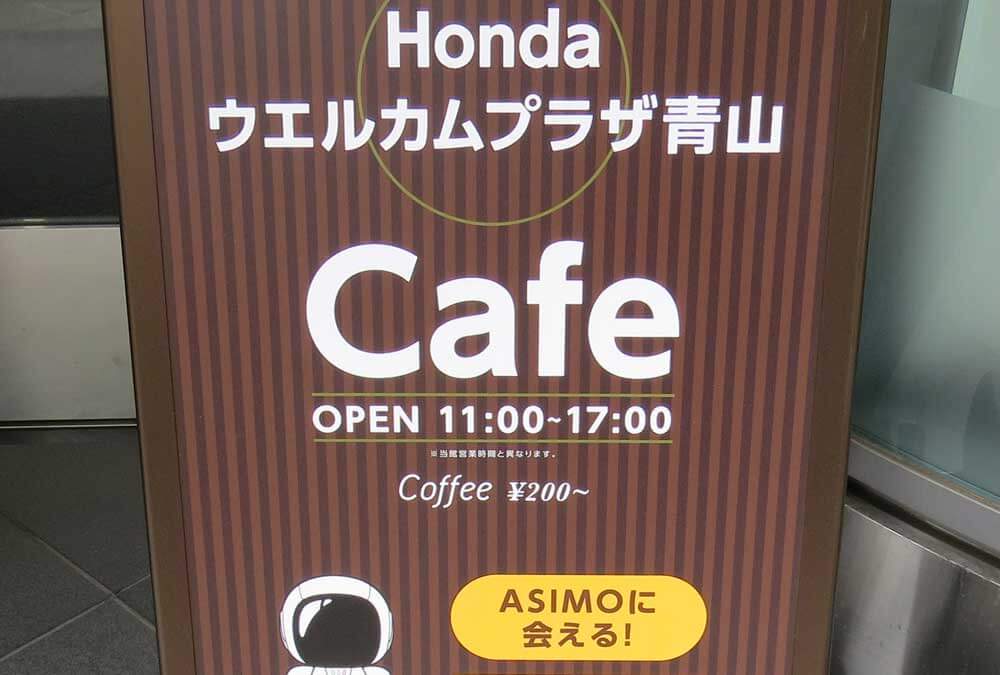 Honda
ウエルカムプラザ青山
Cafe
OPEN 11:00~17:00
※当館営業時間と異なります。
Coffee ¥200~
ASIMOに
会える!